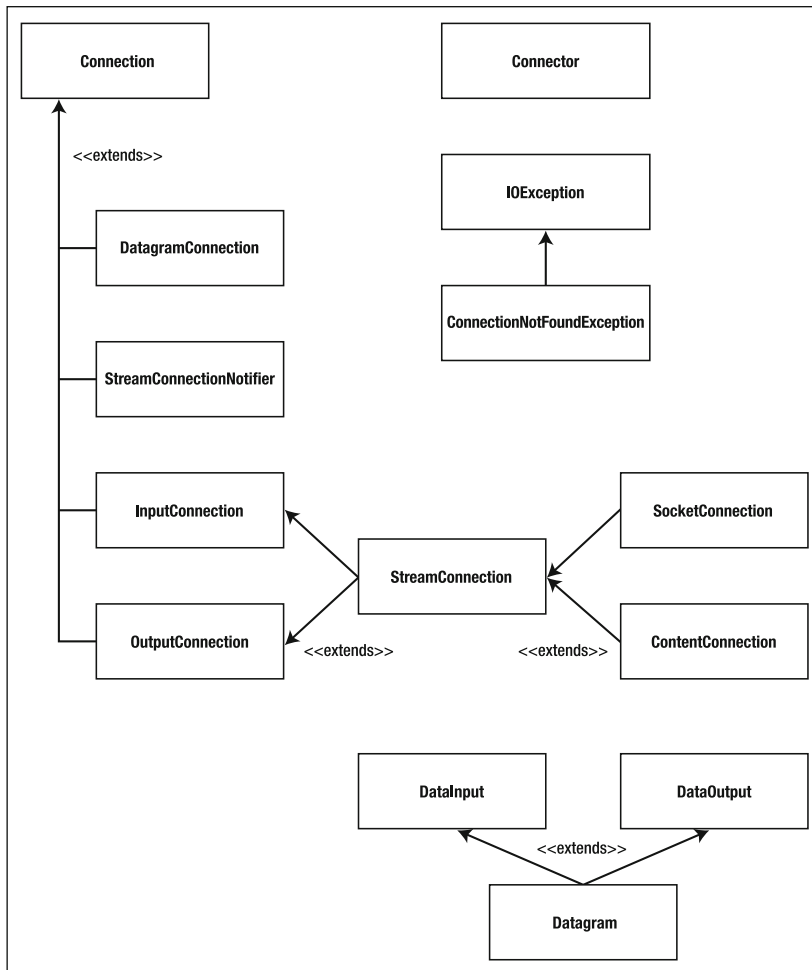 Connection
Connector
<<extends>>
IOException
DatagramConnection
ConnectionNotFoundException
StreamConnectionNotifier
InputConnection
SocketConnection
StreamConnection
OutputConnection
ContentConnection
<<extends>>
<<extends>>
DataInput
DataOutput
<<extends>>
Datagram